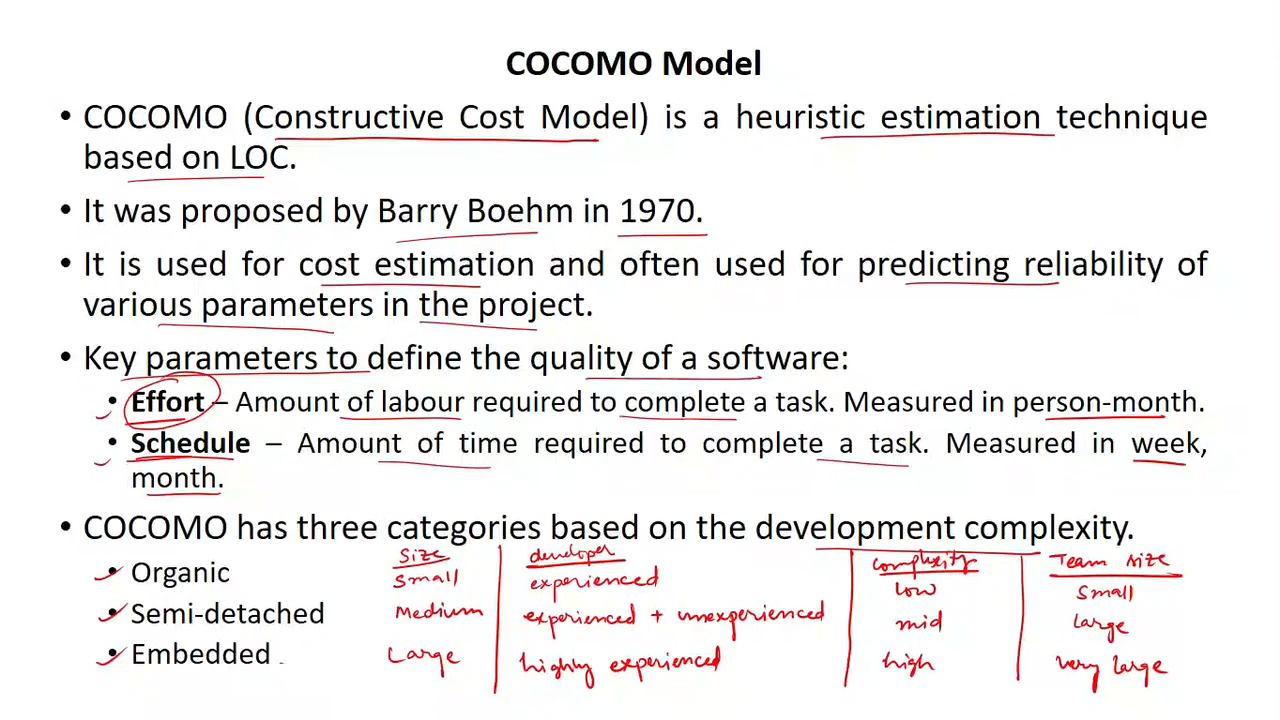 COCOMO Model
• COCOMO (Constructive Cost Model) is a heuristic estimation technique
based on LOC.
• It was proposed by Barry Boehm in 1970.
• It is used for cost estimation and often used for predicting reliability of
various parameters in the project.
• Key parameters to define the quality of a software:
• Effort – Amount of labour required to complete a task. Measured in person-month.
• Schedule – Amount of time required to complete a task. Measured in week,
month.
• COCOMO has three categories based on the development complexity.
Size developer complexity Team size
• Organic small experienced low small
• Semi-detached Medium experienced + unexperienced mid large
• Embedded Large highly experienced high very large